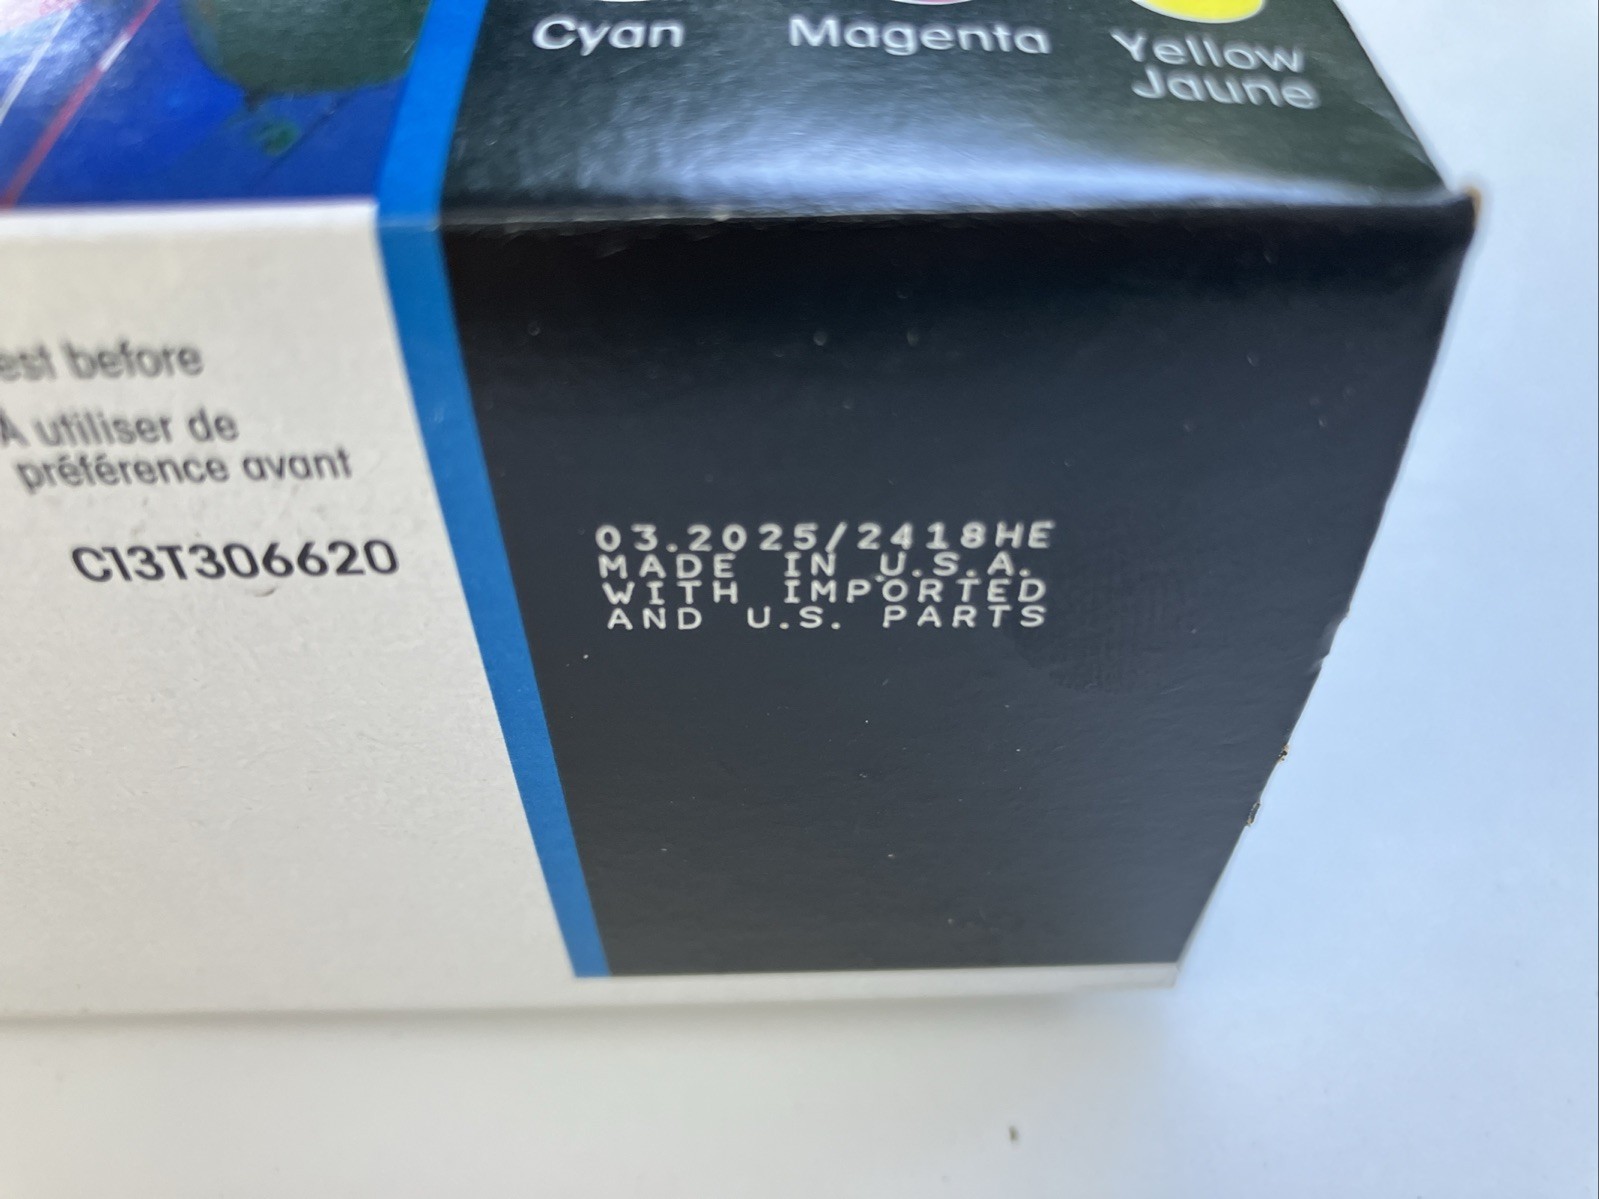 Cyan
Magenta
Yellow
Jaune
est before
À utiliser de
préférence avant
C13T306620
03.2025/2418HE
MADE IN U.S.A.
WITH IMPORTED
AND U.S. PARTS